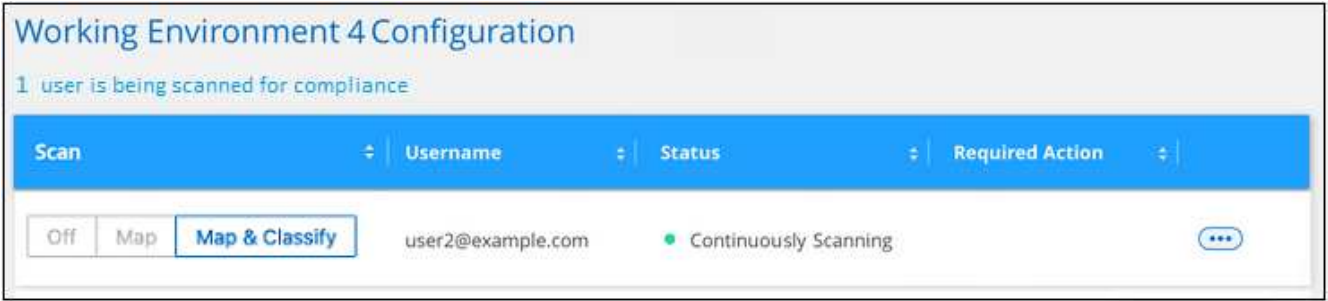 Working Environment 4 Configuration
1 user is being scanned for compliance
Scan Username Status Required Action
Off Map Map & Classify user2@example.com Continuously Scanning